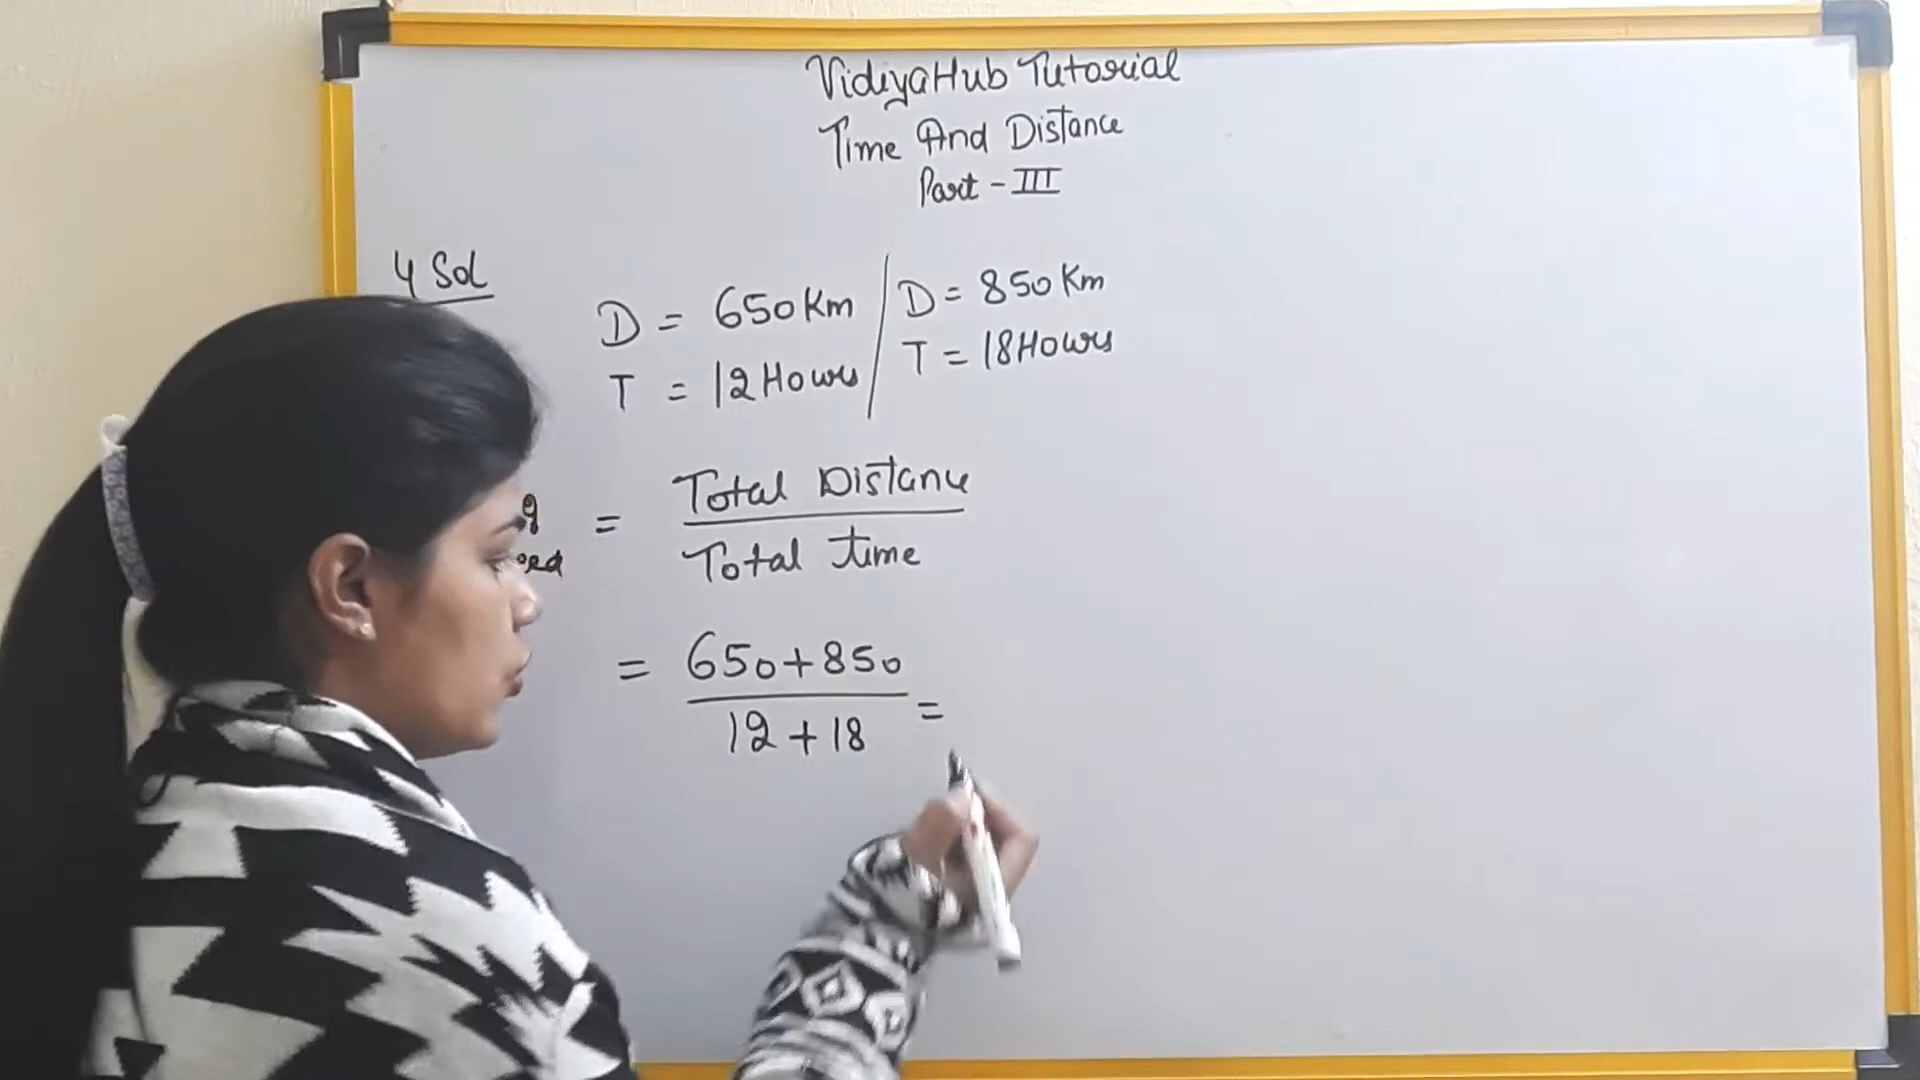 VidiyaHub Tutorial
Time And Distance
Part - III
4 Sol
D = 650 Km / D = 850 Km
T = 12 Hours / T = 18 Hours
= Total Distance
Total time
= 650 + 850
12 + 18 =